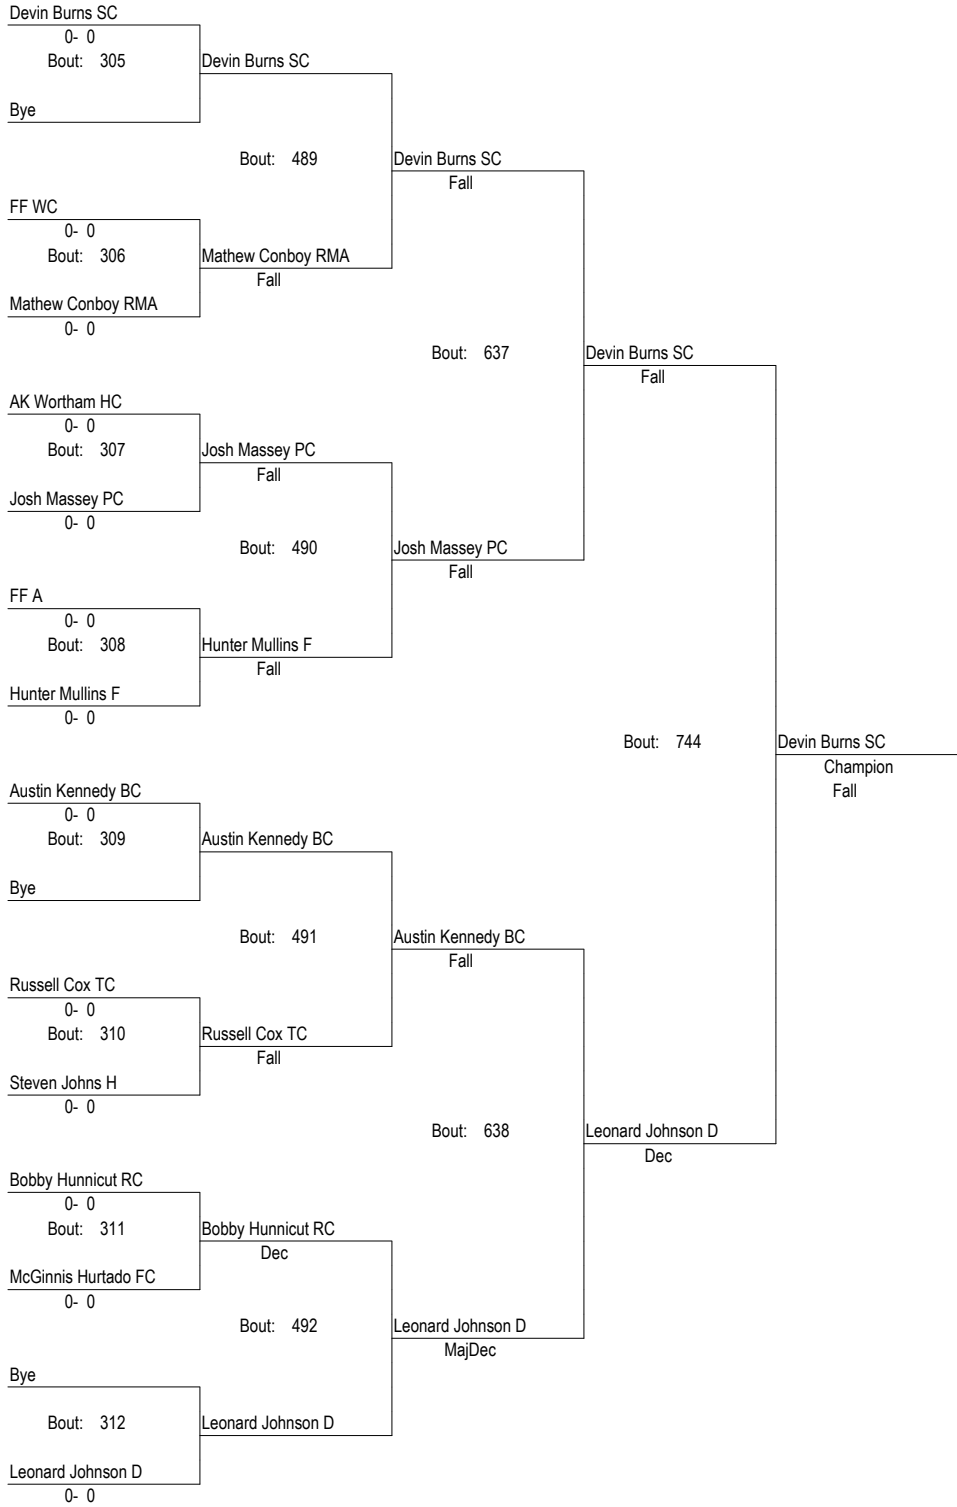 Devin Burns SC
0- 0
Bout: 305
Devin Burns SC
Bye
Bout: 489
Devin Burns SC
Fall
FF WC
0- 0
Bout: 306
Mathew Conboy RMA
Fall
Mathew Conboy RMA
0- 0
Bout: 637
Devin Burns SC
Fall
AK Wortham HC
0- 0
Bout: 307
Josh Massey PC
Fall
Josh Massey PC
0- 0
Bout: 490
Josh Massey PC
Fall
FF A
0- 0
Bout: 308
Hunter Mullins F
Fall
Hunter Mullins F
0- 0
Bout: 744
Devin Burns SC
Champion
Fall
Austin Kennedy BC
0- 0
Bout: 309
Austin Kennedy BC
Bye
Bout: 491
Austin Kennedy BC
Fall
Russell Cox TC
0- 0
Bout: 310
Russell Cox TC
Fall
Steven Johns H
0- 0
Bout: 638
Leonard Johnson D
Dec
Bobby Hunnicut RC
0- 0
Bout: 311
Bobby Hunnicut RC
Dec
McGinnis Hurtado FC
0- 0
Bout: 492
Leonard Johnson D
MajDec
Bye
Bout: 312
Leonard Johnson D
Leonard Johnson D
0- 0